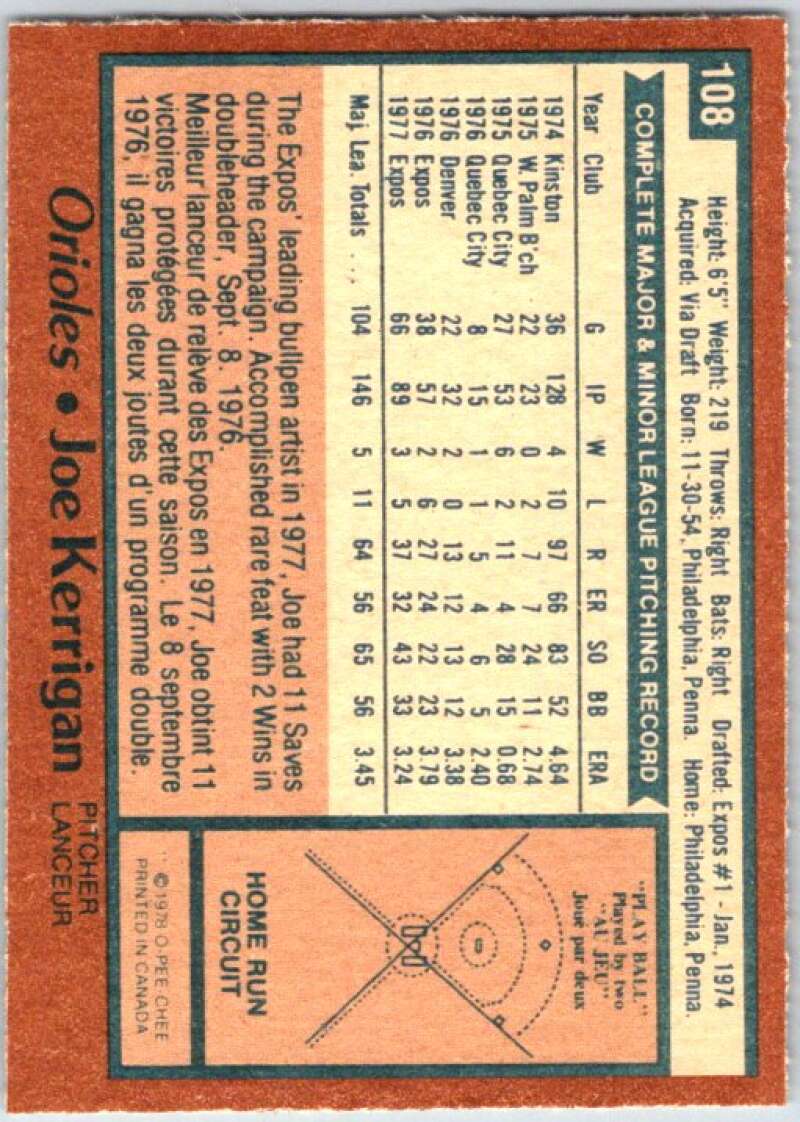 108
Height: 6'5" Weight: 219 Throws: Right Bats: Right Drafted: Expos #1 - Jan., 1974
Acquired: Via Draft Born: 11-30-54, Philadelphia, Penna. Home: Philadelphia, Penna.
COMPLETE MAJOR & MINOR LEAGUE PITCHING RECORD
Year Club G IP W L R ER SO BB ERA
1974 Kinston 36 128 4 10 97 66 83 52 4.64
1975 W. Palm B'ch 22 23 0 2 7 7 24 11 2.74
1975 Quebec City 27 53 6 2 11 4 28 15 0.68
1976 Quebec City 8 15 1 1 5 4 6 5 2.40
1976 Denver 22 32 2 0 13 12 13 12 3.38
1976 Expos 38 57 2 6 27 24 22 23 3.79
1977 Expos 66 89 3 5 37 32 43 33 3.24
Maj. Lea. Totals ... 104 146 5 11 64 56 65 56 3.45
The Expos' leading bullpen artist in 1977, Joe had 11 Saves
during the campaign. Accomplished rare feat with 2 Wins in
doubleheader, Sept. 8. 1976.
Meilleur lanceur de relève des Expos en 1977, Joe obtint 11
victoires protégées durant cette saison. Le 8 septembre
1976, il gagna les deux joutes d'un programme double.
"PLAY BALL"
Played by two
"AU JEU"
Joué par deux
HOME RUN
CIRCUIT
© 1978 O-PEE-CHEE
PRINTED IN CANADA
Orioles • Joe Kerrigan PITCHER
LANCEUR